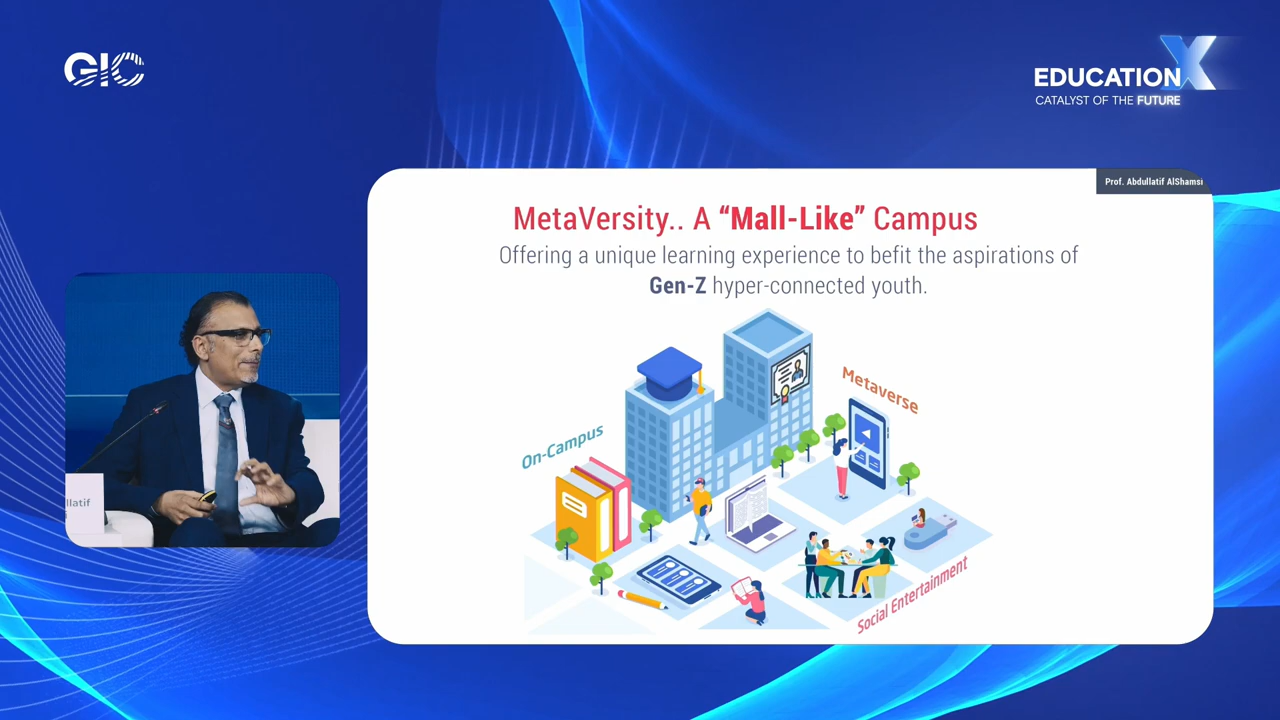 GIC
EDUCATIONX
CATALYST OF THE FUTURE
Prof. Abdullatif AlShamsi
MetaVersity.. A “Mall-Like” Campus
Offering a unique learning experience to befit the aspirations of
Gen-Z hyper-connected youth.
Metaverse
On-Campus
Social Entertainment
llatif